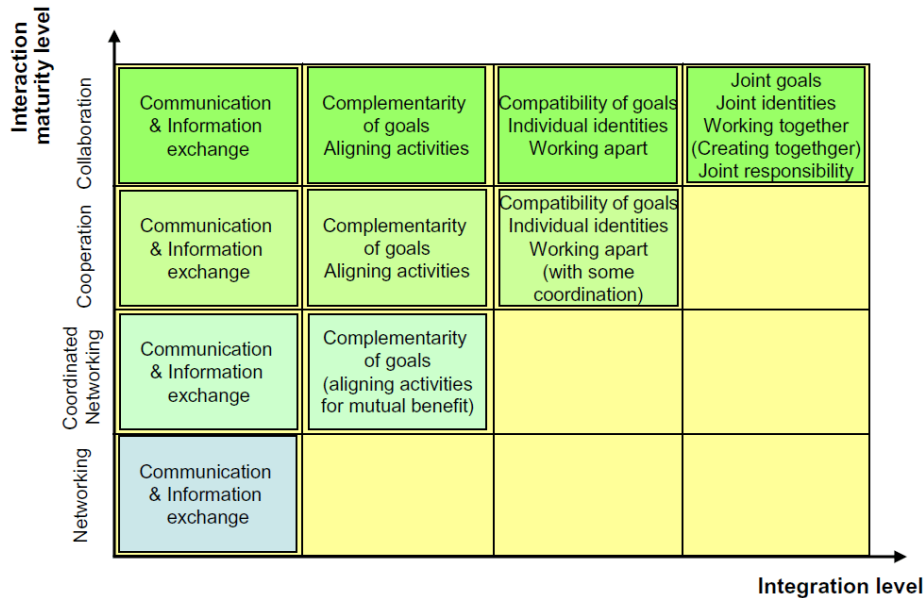 Interaction
maturity level
Collaboration
Communication
& Information
exchange
Complementarity
of goals
Aligning activities
Compatibility of goals
Individual identities
Working apart
Joint goals
Joint identities
Working together
(Creating togethger)
Joint responsibility
Cooperation
Communication
& Information
exchange
Complementarity
of goals
Aligning activities
Compatibility of goals
Individual identities
Working apart
(with some
coordination)
Coordinated
Networking
Communication
& Information
exchange
Complementarity
of goals
(aligning activities
for mutual benefit)
Networking
Communication
& Information
exchange
Integration level